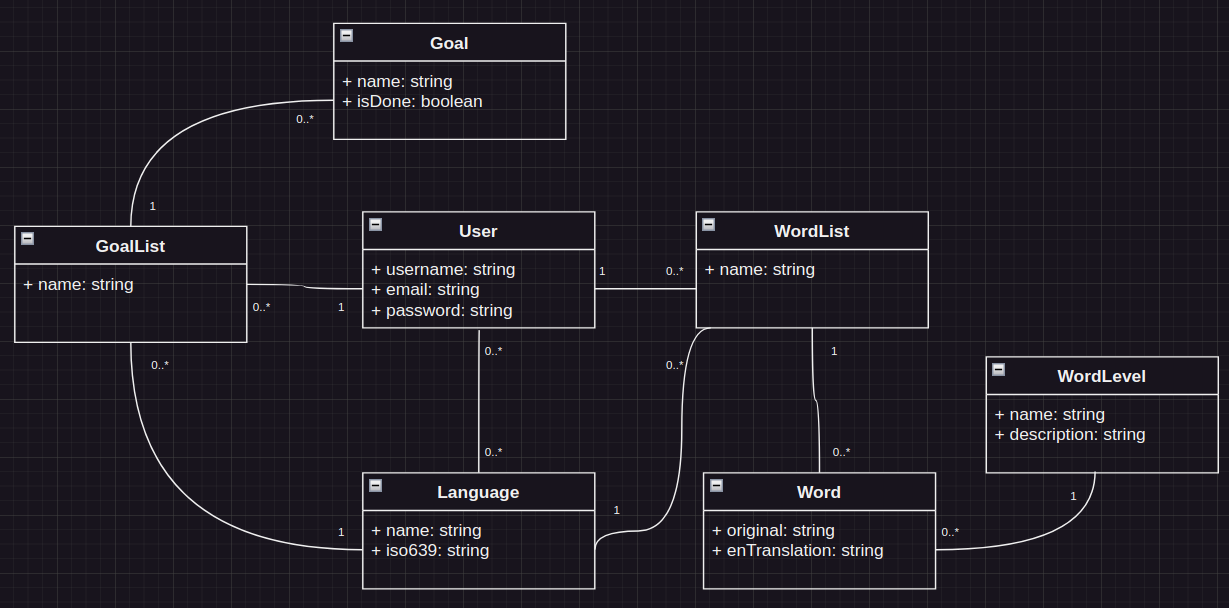 Goal
+ name: string
+ isDone: boolean
0..*
1
GoalList
+ name: string
User
+ username: string
+ email: string
+ password: string
WordList
+ name: string
0..*
1
1
0..*
0..*
0..*
0..*
1
WordLevel
+ name: string
+ description: string
0..*
0..*
1
1
Language
+ name: string
+ iso639: string
Word
+ original: string
+ enTranslation: string
1
0..*